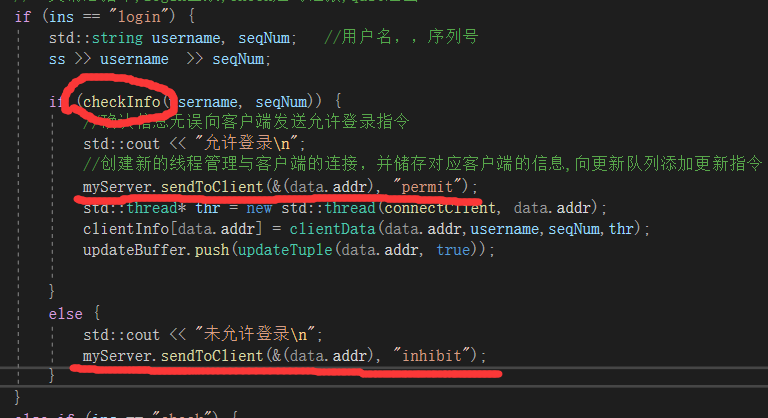 if (ins == "login") {
std::string username, seqNum;   //用户名，，序列号
ss >> username  >> seqNum;
if (checkInfo(username, seqNum)) {
//确认信息无误向客户端发送允许登录指令
std::cout << "允许登录\n";
//创建新的线程管理与客户端的连接，并储存对应客户端的信息,向更新队列添加更新指令
myServer.sendToClient(&(data.addr), "permit");
std::thread* thr = new std::thread(connectClient, data.addr);
clientInfo[data.addr] = clientData(data.addr,username,seqNum,thr);
updateBuffer.push(updateTuple(data.addr, true));
}
else {
std::cout << "未允许登录\n";
myServer.sendToClient(&(data.addr), "inhibit");
}
}
else if (ins == "check") {